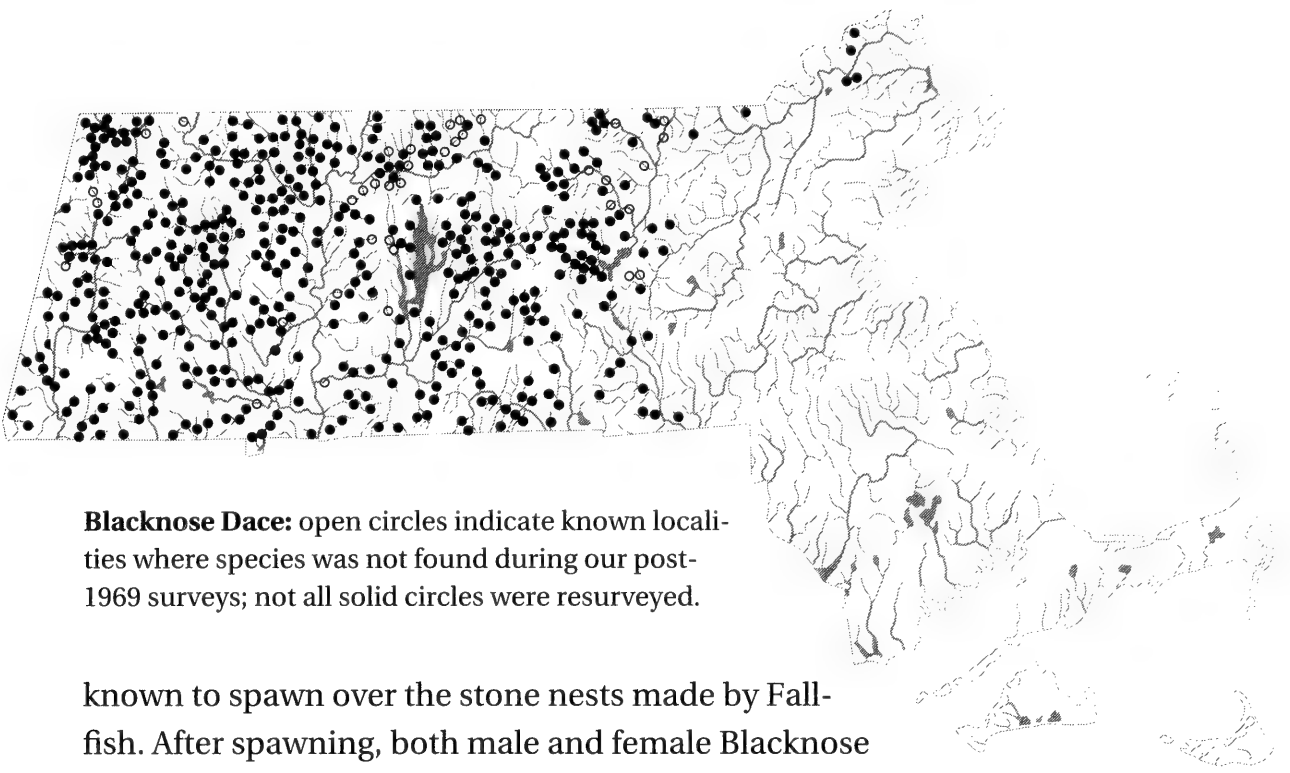 Blacknose Dace: open circles indicate known locali-
ties where species was not found during our post-
1969 surveys; not all solid circles were resurveyed.
known to spawn over the stone nests made by Fall-
fish. After spawning, both male and female Blacknose